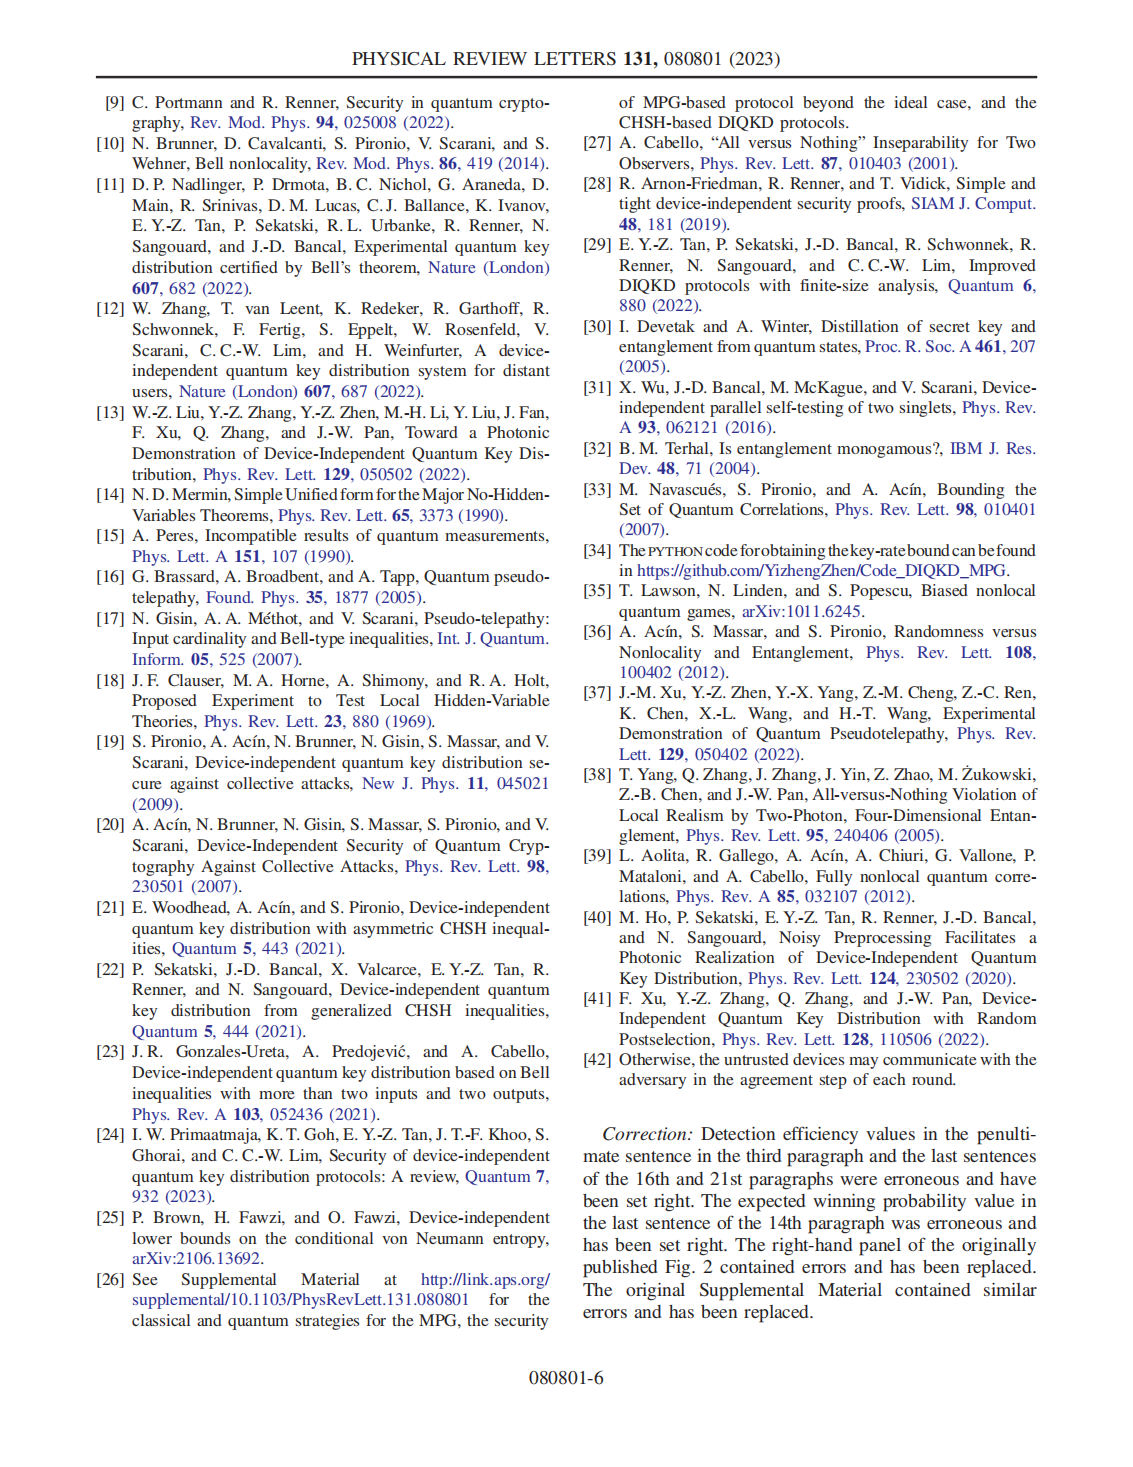 PHYSICAL REVIEW LETTERS 131, 080801 (2023)
[9] C. Portmann and R. Renner, Security in quantum crypto-
graphy, Rev. Mod. Phys. 94, 025008 (2022).
[10] N. Brunner, D. Cavalcanti, S. Pironio, V. Scarani, and S.
Wehner, Bell nonlocality, Rev. Mod. Phys. 86, 419 (2014).
[11] D. P. Nadlinger, P. Drmota, B. C. Nichol, G. Araneda, D.
Main, R. Srinivas, D. M. Lucas, C. J. Ballance, K. Ivanov,
E. Y.-Z. Tan, P. Sekatski, R. L. Urbanke, R. Renner, N.
Sangouard, and J.-D. Bancal, Experimental quantum key
distribution certified by Bell's theorem, Nature (London)
607, 682 (2022).
[12] W. Zhang, T. van Leent, K. Redeker, R. Garthoff, R.
Schwonnek, F. Fertig, S. Eppelt, W. Rosenfeld, V.
Scarani, C. C.-W. Lim, and H. Weinfurter, A device-
independent quantum key distribution system for distant
users, Nature (London) 607, 687 (2022).
[13] W.-Z. Liu, Y.-Z. Zhang, Y.-Z. Zhen, M.-H. Li, Y. Liu, J. Fan,
F. Xu, Q. Zhang, and J.-W. Pan, Toward a Photonic
Demonstration of Device-Independent Quantum Key Dis-
tribution, Phys. Rev. Lett. 129, 050502 (2022).
[14] N. D. Mermin, Simple Unified form for the Major No-Hidden-
Variables Theorems, Phys. Rev. Lett. 65, 3373 (1990).
[15] A. Peres, Incompatible results of quantum measurements,
Phys. Lett. A 151, 107 (1990).
[16] G. Brassard, A. Broadbent, and A. Tapp, Quantum pseudo-
telepathy, Found. Phys. 35, 1877 (2005).
[17] N. Gisin, A. A. Méthot, and V. Scarani, Pseudo-telepathy:
Input cardinality and Bell-type inequalities, Int. J. Quantum.
Inform. 05, 525 (2007).
[18] J. F. Clauser, M. A. Horne, A. Shimony, and R. A. Holt,
Proposed Experiment to Test Local Hidden-Variable
Theories, Phys. Rev. Lett. 23, 880 (1969).
[19] S. Pironio, A. Acín, N. Brunner, N. Gisin, S. Massar, and V.
Scarani, Device-independent quantum key distribution se-
cure against collective attacks, New J. Phys. 11, 045021
(2009).
[20] A. Acín, N. Brunner, N. Gisin, S. Massar, S. Pironio, and V.
Scarani, Device-Independent Security of Quantum Cryp-
tography Against Collective Attacks, Phys. Rev. Lett. 98,
230501 (2007).
[21] E. Woodhead, A. Acín, and S. Pironio, Device-independent
quantum key distribution with asymmetric CHSH inequal-
ities, Quantum 5, 443 (2021).
[22] P. Sekatski, J.-D. Bancal, X. Valcarce, E. Y.-Z. Tan, R.
Renner, and N. Sangouard, Device-independent quantum
key distribution from generalized CHSH inequalities,
Quantum 5, 444 (2021).
[23] J. R. Gonzales-Ureta, A. Predojević, and A. Cabello,
Device-independent quantum key distribution based on Bell
inequalities with more than two inputs and two outputs,
Phys. Rev. A 103, 052436 (2021).
[24] I. W. Primaatmaja, K. T. Goh, E. Y.-Z. Tan, J. T.-F. Khoo, S.
Ghorai, and C. C.-W. Lim, Security of device-independent
quantum key distribution protocols: A review, Quantum 7,
932 (2023).
[25] P. Brown, H. Fawzi, and O. Fawzi, Device-independent
lower bounds on the conditional von Neumann entropy,
arXiv:2106.13692.
[26] See Supplemental Material at http://link.aps.org/
supplemental/10.1103/PhysRevLett.131.080801 for the
classical and quantum strategies for the MPG, the security
of MPG-based protocol beyond the ideal case, and the
CHSH-based DIQKD protocols.
[27] A. Cabello, “All versus Nothing” Inseparability for Two
Observers, Phys. Rev. Lett. 87, 010403 (2001).
[28] R. Arnon-Friedman, R. Renner, and T. Vidick, Simple and
tight device-independent security proofs, SIAM J. Comput.
48, 181 (2019).
[29] E. Y.-Z. Tan, P. Sekatski, J.-D. Bancal, R. Schwonnek, R.
Renner, N. Sangouard, and C. C.-W. Lim, Improved
DIQKD protocols with finite-size analysis, Quantum 6,
880 (2022).
[30] I. Devetak and A. Winter, Distillation of secret key and
entanglement from quantum states, Proc. R. Soc. A 461, 207
(2005).
[31] X. Wu, J.-D. Bancal, M. McKague, and V. Scarani, Device-
independent parallel self-testing of two singlets, Phys. Rev.
A 93, 062121 (2016).
[32] B. M. Terhal, Is entanglement monogamous?, IBM J. Res.
Dev. 48, 71 (2004).
[33] M. Navascués, S. Pironio, and A. Acín, Bounding the
Set of Quantum Correlations, Phys. Rev. Lett. 98, 010401
(2007).
[34] The PYTHON code for obtaining the key-rate bound can be found
in https://github.com/YizhengZhen/Code_DIQKD_MPG.
[35] T. Lawson, N. Linden, and S. Popescu, Biased nonlocal
quantum games, arXiv:1011.6245.
[36] A. Acín, S. Massar, and S. Pironio, Randomness versus
Nonlocality and Entanglement, Phys. Rev. Lett. 108,
100402 (2012).
[37] J.-M. Xu, Y.-Z. Zhen, Y.-X. Yang, Z.-M. Cheng, Z.-C. Ren,
K. Chen, X.-L. Wang, and H.-T. Wang, Experimental
Demonstration of Quantum Pseudotelepathy, Phys. Rev.
Lett. 129, 050402 (2022).
[38] T. Yang, Q. Zhang, J. Zhang, J. Yin, Z. Zhao, M. Żukowski,
Z.-B. Chen, and J.-W. Pan, All-versus-Nothing Violation of
Local Realism by Two-Photon, Four-Dimensional Entan-
glement, Phys. Rev. Lett. 95, 240406 (2005).
[39] L. Aolita, R. Gallego, A. Acín, A. Chiuri, G. Vallone, P.
Mataloni, and A. Cabello, Fully nonlocal quantum corre-
lations, Phys. Rev. A 85, 032107 (2012).
[40] M. Ho, P. Sekatski, E. Y.-Z. Tan, R. Renner, J.-D. Bancal,
and N. Sangouard, Noisy Preprocessing Facilitates a
Photonic Realization of Device-Independent Quantum
Key Distribution, Phys. Rev. Lett. 124, 230502 (2020).
[41] F. Xu, Y.-Z. Zhang, Q. Zhang, and J.-W. Pan, Device-
Independent Quantum Key Distribution with Random
Postselection, Phys. Rev. Lett. 128, 110506 (2022).
[42] Otherwise, the untrusted devices may communicate with the
adversary in the agreement step of each round.
Correction: Detection efficiency values in the penulti-
mate sentence in the third paragraph and the last sentences
of the 16th and 21st paragraphs were erroneous and have
been set right. The expected winning probability value in
the last sentence of the 14th paragraph was erroneous and
has been set right. The right-hand panel of the originally
published Fig. 2 contained errors and has been replaced.
The original Supplemental Material contained similar
errors and has been replaced.
080801-6